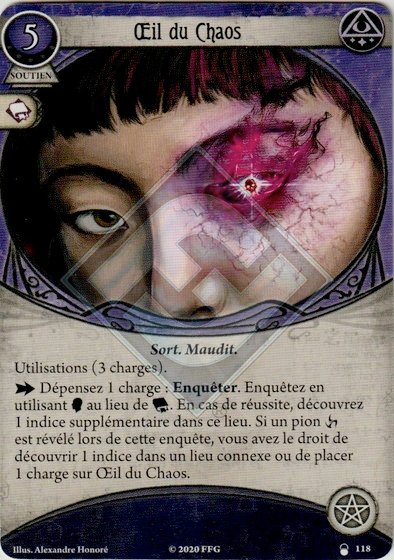 5
Œil du Chaos
SOUTIEN
Sort. Maudit.
Utilisations (3 charges).
Dépensez 1 charge : Enquêter. Enquêtez en
utilisant au lieu de . En cas de réussite, découvrez
1 indice supplémentaire dans ce lieu. Si un pion
est révélé lors de cette enquête, vous avez le droit de
découvrir 1 indice dans un lieu connexe ou de placer
1 charge sur Œil du Chaos.
Illus. Alexandre Honoré
© 2020 FFG
118